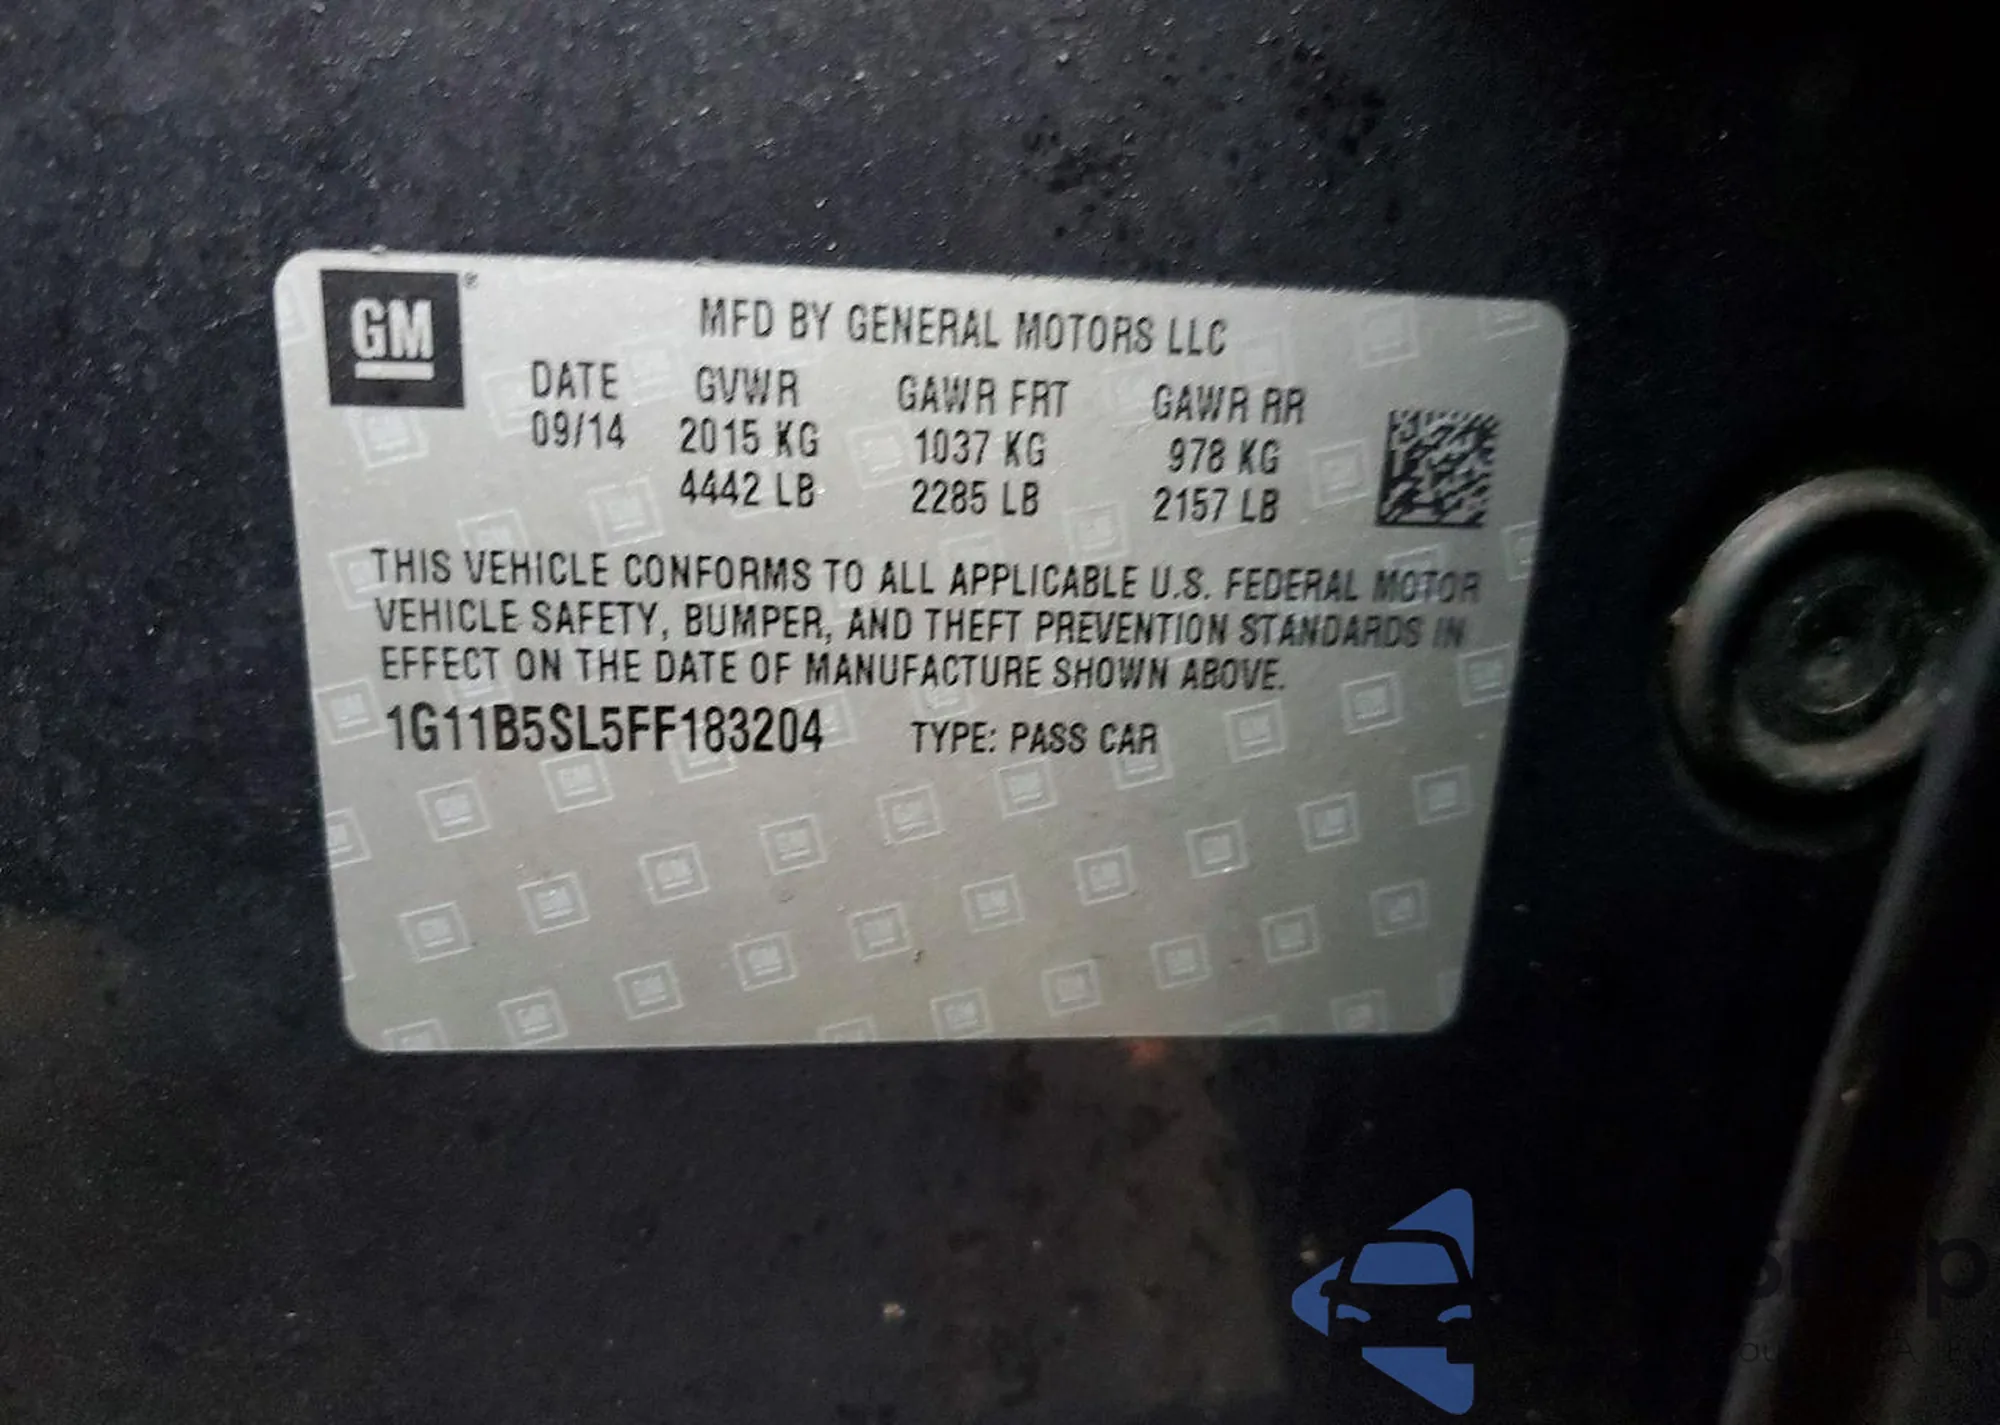 GM
MFD BY GENERAL MOTORS LLC
DATE GVWR GAWR FRT GAWR RR
09/14 2015 KG 1037 KG 978 KG
4442 LB 2285 LB 2157 LB
THIS VEHICLE CONFORMS TO ALL APPLICABLE U.S. FEDERAL MOTOR
VEHICLE SAFETY, BUMPER, AND THEFT PREVENTION STANDARDS IN
EFFECT ON THE DATE OF MANUFACTURE SHOWN ABOVE.
1G11B5SL5FF183204 TYPE: PASS CAR